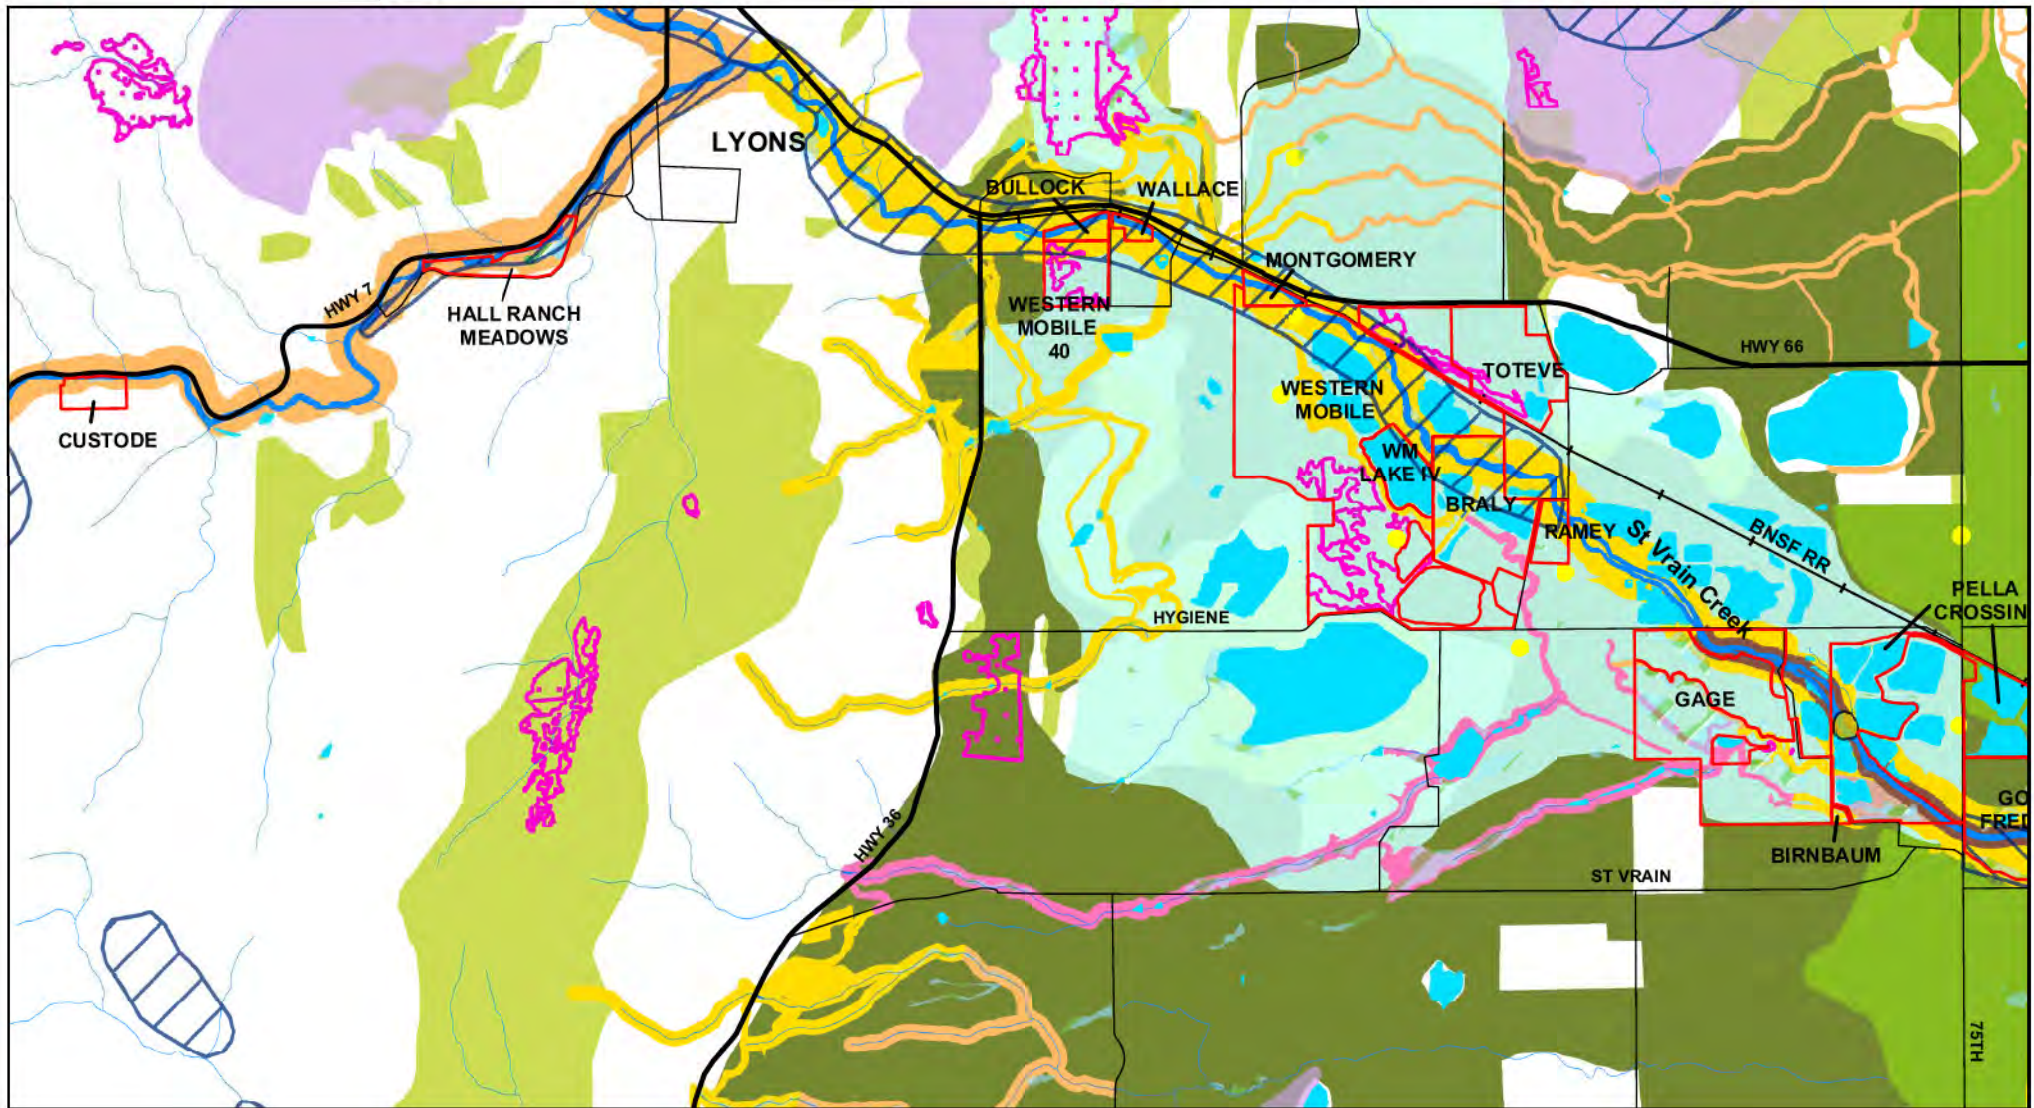 LYONS
BULLOCK
WALLACE
MONTGOMERY
HWY 7
HALL RANCH
MEADOWS
WESTERN
MOBILE
40
HWY 66
TOTEVE
WESTERN
MOBILE
CUSTODE
WM
LAKE IV
BRALY
RAMEY
St Vrain Creek
BNSF RR
PELLA
CROSSIN
HYGIENE
GAGE
GO
FRED
HWY 36
BIRNBAUM
ST VRAIN
75TH